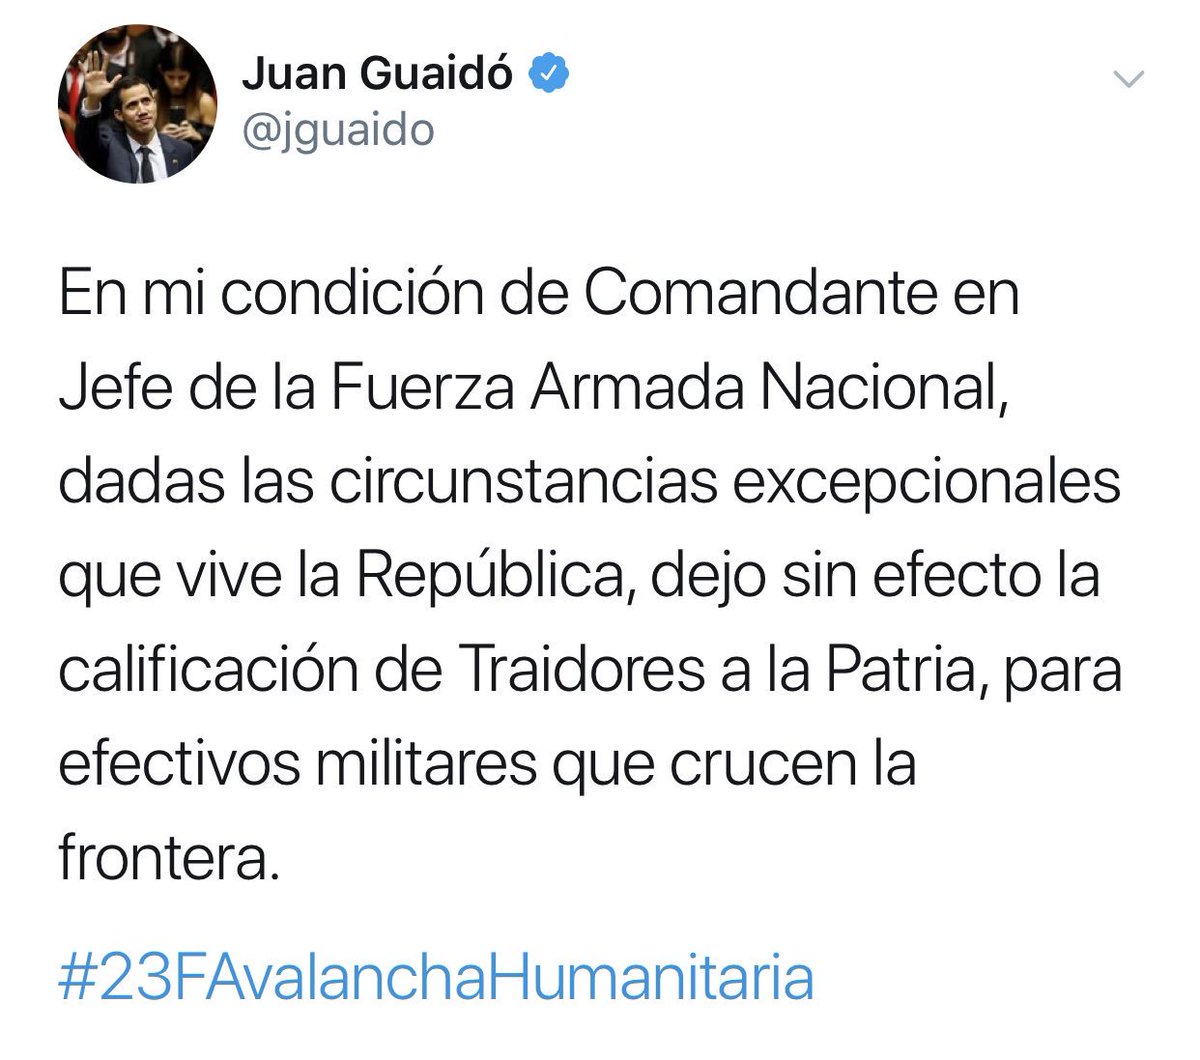 Juan Guaidó
@jguaido
En mi condición de Comandante en
Jefe de la Fuerza Armada Nacional,
dadas las circunstancias excepcionales
que vive la República, dejo sin efecto la
calificación de Traidores a la Patria, para
efectivos militares que crucen la
frontera.
#23FAvalanchaHumanitaria